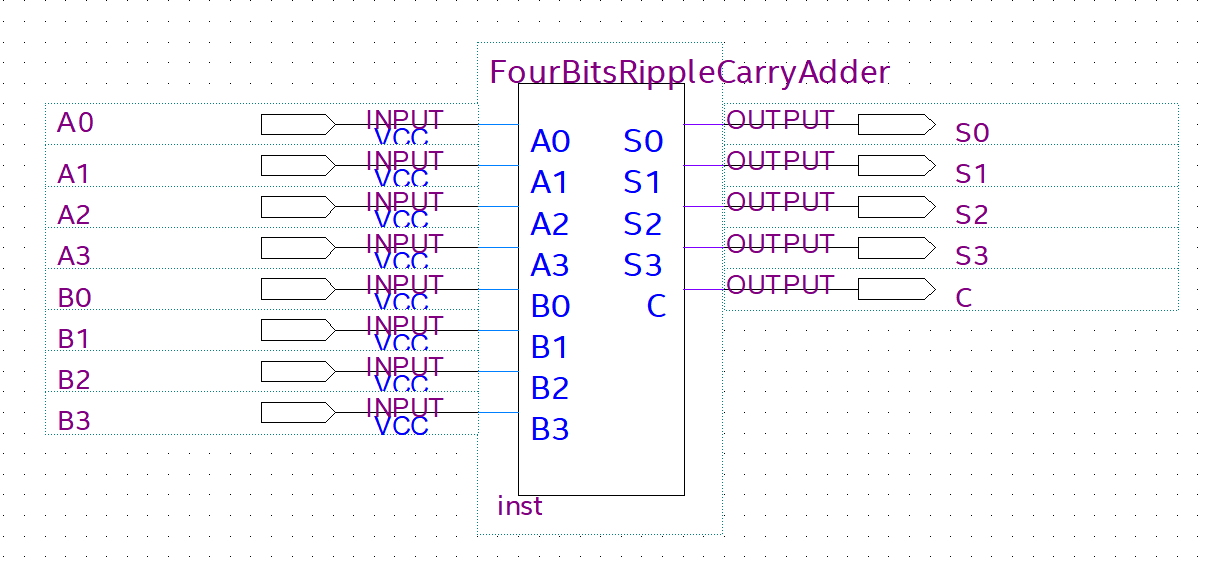 FourBitsRippleCarryAdder
A0 INPUT VCC A0 S0 OUTPUT S0
A1 INPUT VCC A1 S1 OUTPUT S1
A2 INPUT VCC A2 S2 OUTPUT S2
A3 INPUT VCC A3 S3 OUTPUT S3
B0 INPUT VCC B0 C OUTPUT C
B1 INPUT VCC B1
B2 INPUT VCC B2
B3 INPUT VCC B3
inst